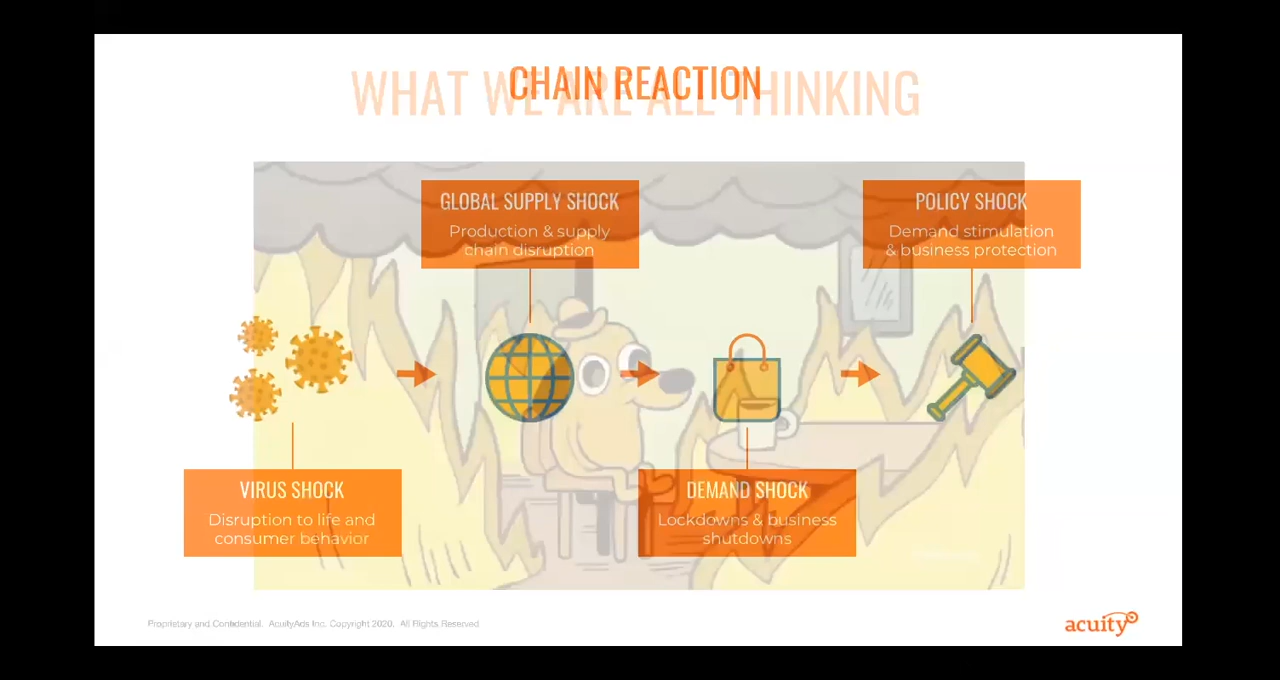 WHAT WE ARE ALL THINKING
CHAIN REACTION
GLOBAL SUPPLY SHOCK
Production & supply
chain disruption
POLICY SHOCK
Demand stimulation
& business protection
VIRUS SHOCK
Disruption to life and
consumer behavior
DEMAND SHOCK
Lockdowns & business
shutdowns
Proprietary and Confidential. AcuityAds Inc. Copyright 2020. All Rights Reserved
acuity